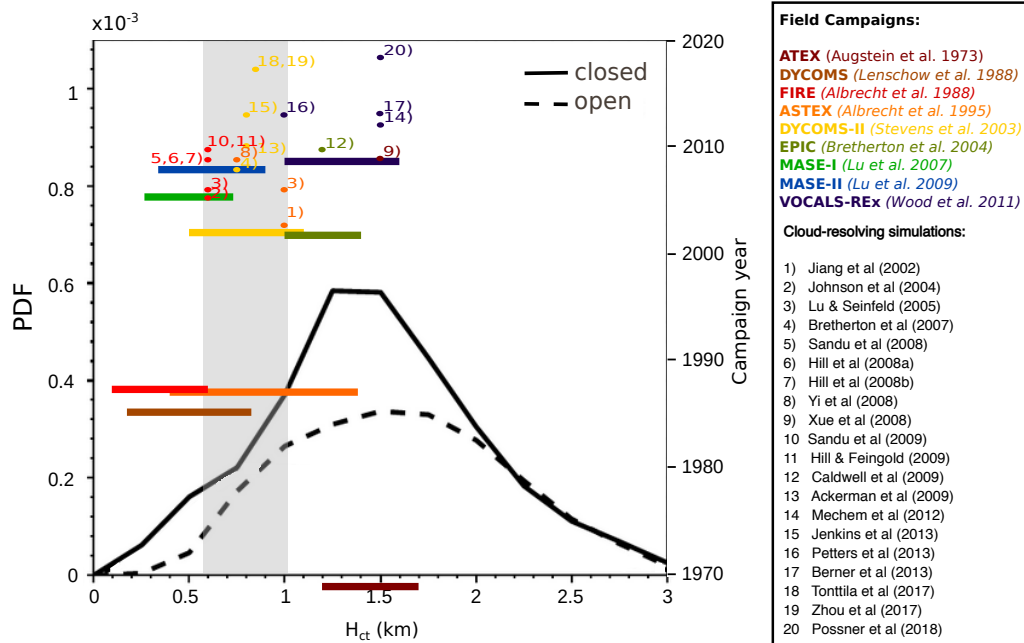 x10⁻³
PDF
1
0.8
0.6
0.4
0.2
0
0
0.5
1
1.5
2
2.5
3
H_ct (km)
2020
2010
2000
1990
1980
1970
Campaign year
closed
open
20)
18,19)
15)
16)
17)
14)
10,11)
13)
12)
5,6,7)
8)
9)
4)
3)
2)
3)
1)
Field Campaigns:
ATEX (Augstein et al. 1973)
DYCOMS (Lenschow et al. 1988)
FIRE (Albrecht et al. 1988)
ASTEX (Albrecht et al. 1995)
DYCOMS-II (Stevens et al. 2003)
EPIC (Bretherton et al. 2004)
MASE-I (Lu et al. 2007)
MASE-II (Lu et al. 2009)
VOCALS-REx (Wood et al. 2011)
Cloud-resolving simulations:
1) Jiang et al (2002)
2) Johnson et al (2004)
3) Lu & Seinfeld (2005)
4) Bretherton et al (2007)
5) Sandu et al (2008)
6) Hill et al (2008a)
7) Hill et al (2008b)
8) Yi et al (2008)
9) Xue et al (2008)
10 Sandu et al (2009)
11 Hill & Feingold (2009)
12 Caldwell et al (2009)
13 Ackerman et al (2009)
14 Mechem et al (2012)
15 Jenkins et al (2013)
16 Petters et al (2013)
17 Berner et al (2013)
18 Tonttila et al (2017)
19 Zhou et al (2017)
20 Possner et al (2018)